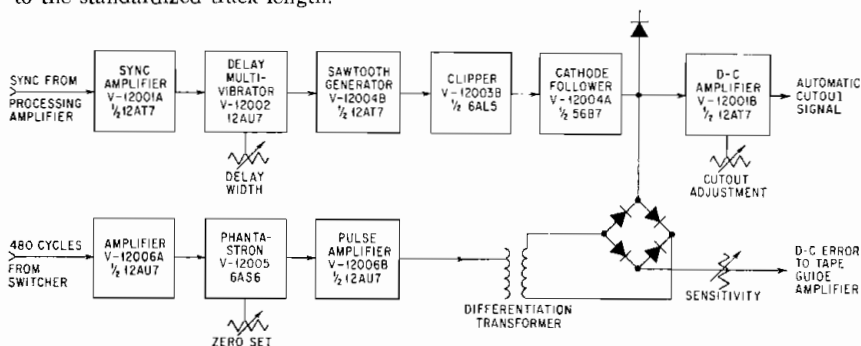 to the standardized track length.
SYNC FROM
PROCESSING
AMPLIFIER
SYNC
AMPLIFIER
V-12001A
½ 12AT7
DELAY
MULTI-
VIBRATOR
V-12002
12AU7
DELAY
WIDTH
SAWTOOTH
GENERATOR
V-12004B
½ 12AT7
CLIPPER
V-12003B
½ 6AL5
CATHODE
FOLLOWER
V-12004A
½ 56B7
D-C
AMPLIFIER
V-12001B
½ 12AT7
CUTOUT
ADJUSTMENT
AUTOMATIC
CUTOUT
SIGNAL
480 CYCLES
FROM
SWITCHER
AMPLIFIER
V-12006A
½ 12AU7
PHANTA-
STRON
V-12005
6AS6
ZERO SET
PULSE
AMPLIFIER
V-12006B
½ 12AU7
DIFFERENTIATION
TRANSFORMER
SENSITIVITY
D-C ERROR
TO TAPE
GUIDE
AMPLIFIER